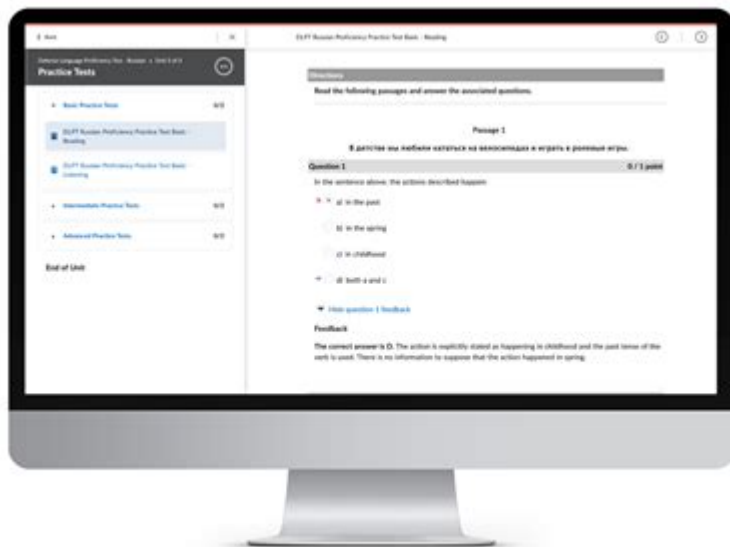 Back
Defense Language Proficiency Test - Russian
Practice Tests
Basic Practice Tests
DLPT Russian Proficiency Practice Test Basic - Reading
DLPT Russian Proficiency Practice Test Basic - Listening
Intermediate Practice Tests
Advanced Practice Tests
End of Unit
DLPT Russian Proficiency Practice Test Basic - Reading
Directions
Read the following passages and answer the associated questions.
Passage 1
В детстве мы любили кататься на велосипедах и играть в ролевые игры.
Question 1 0 / 1 point
In the sentence above, the actions described happen:
a) in the past
b) in the spring
c) in childhood
d) both a and c
Hide question 1 feedback
Feedback
The correct answer is D. The action is explicitly stated as happening in childhood and the past tense of the
verb is used. There is no information to suppose that the action happened in spring.